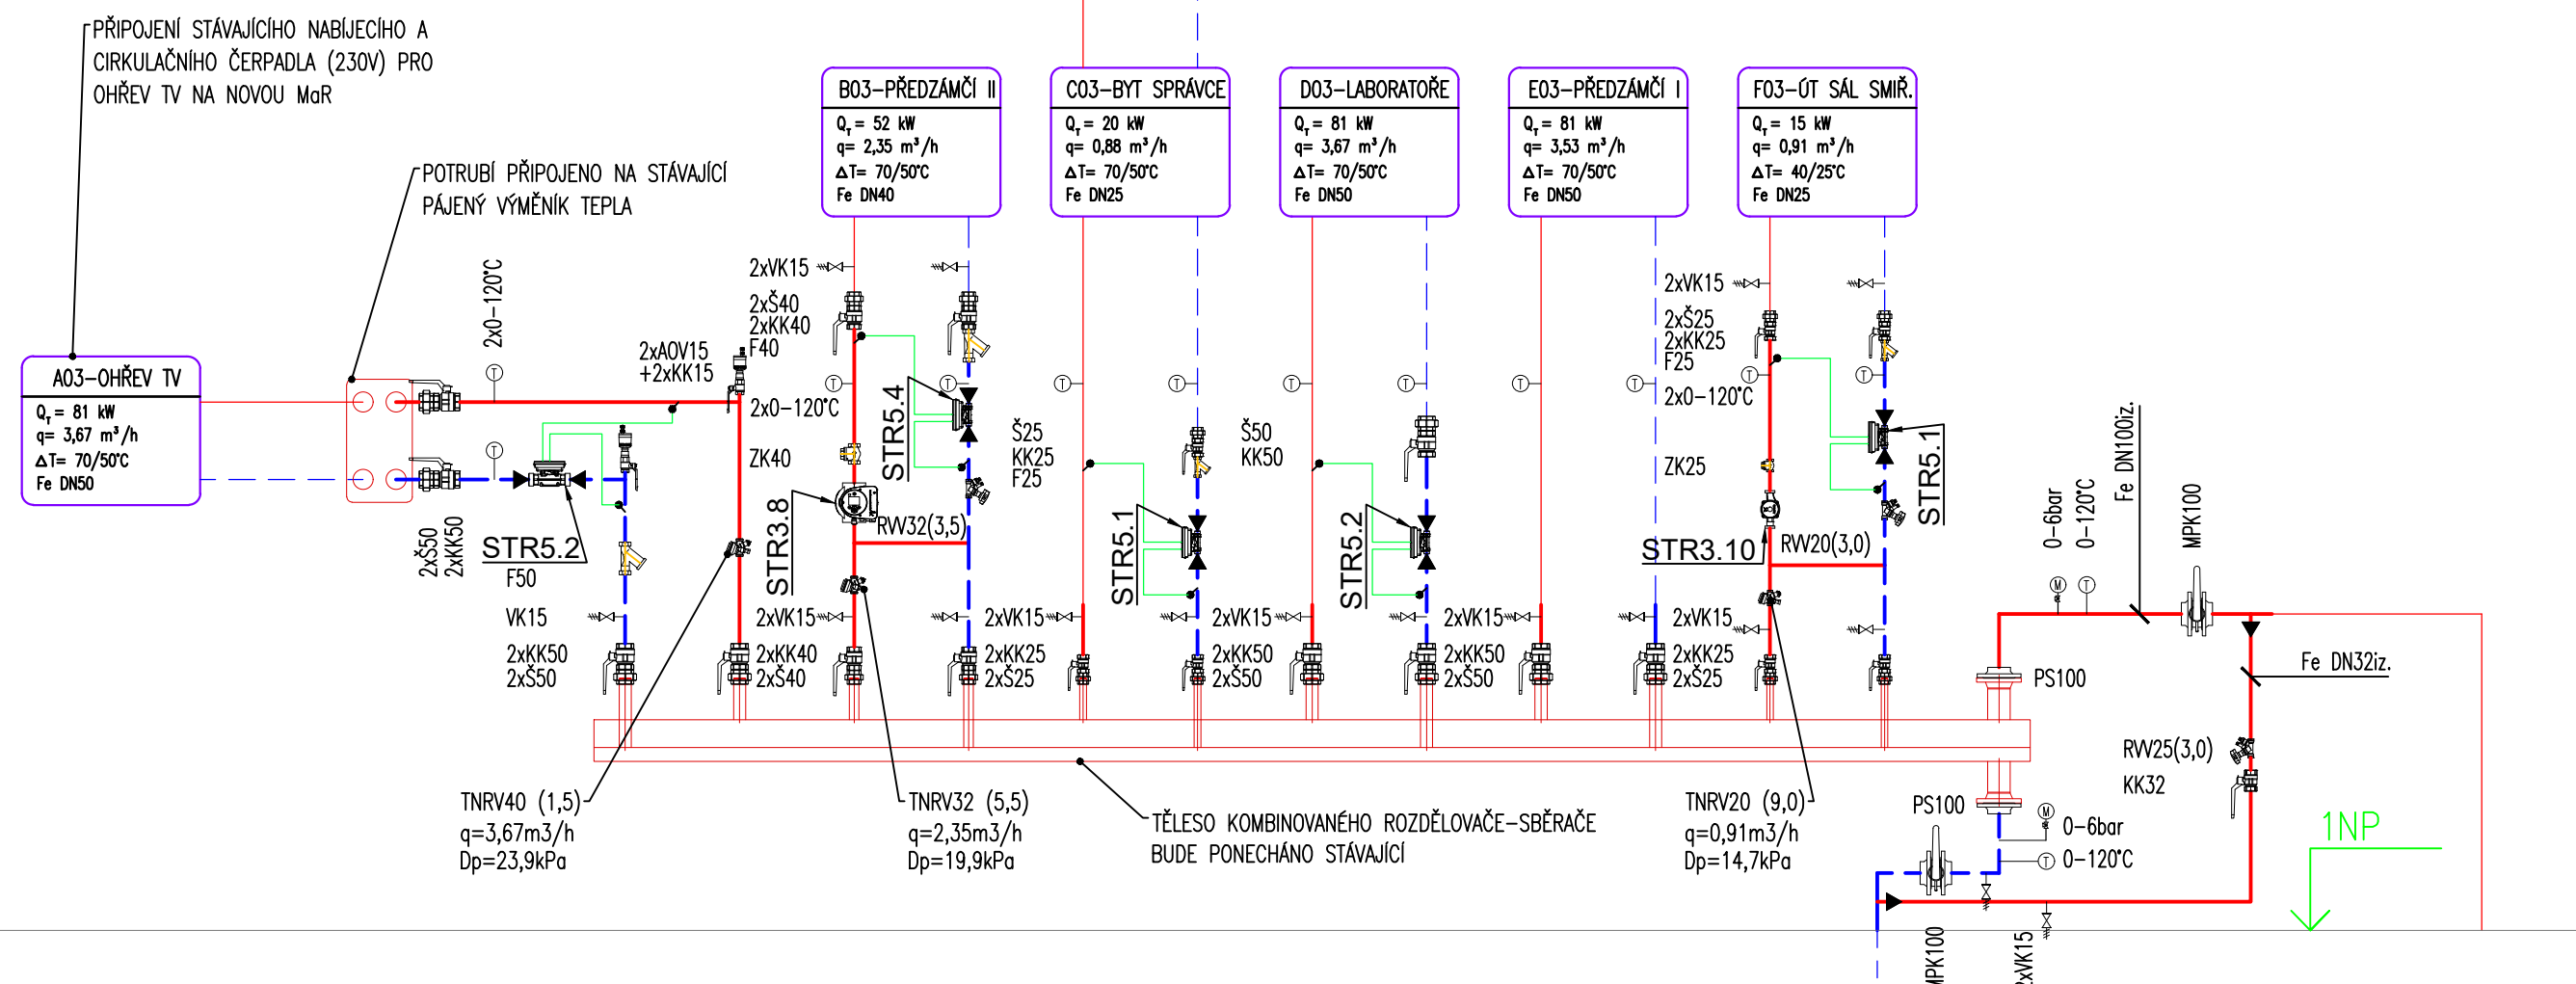 PŘIPOJENÍ STÁVAJÍCÍHO NABÍJECÍHO A
CIRKULAČNÍHO ČERPADLA (230V) PRO
OHŘEV TV NA NOVOU MaR
POTRUBÍ PŘIPOJENO NA STÁVAJÍCÍ
PÁJENÝ VÝMĚNÍK TEPLA
A03-OHŘEV TV
QT= 81 kW
q= 3,67 m³/h
ΔT= 70/50°C
Fe DN50
B03-PŘEDZÁMČÍ II
QT= 52 kW
q= 2,35 m³/h
ΔT= 70/50°C
Fe DN40
C03-BYT SPRÁVCE
QT= 20 kW
q= 0,88 m³/h
ΔT= 70/50°C
Fe DN25
D03-LABORATOŘE
QT= 81 kW
q= 3,67 m³/h
ΔT= 70/50°C
Fe DN50
E03-PŘEDZÁMČÍ I
QT= 81 kW
q= 3,53 m³/h
ΔT= 70/50°C
Fe DN50
F03-ÚT SÁL SMIŘ.
QT= 15 kW
q= 0,91 m³/h
ΔT= 40/25°C
Fe DN25
2x0-120°C
T
T
2xŠ50
2xKK50
STR5.2
F50
VK15
2xKK50
2xŠ50
2xAOV15
+2xKK15
2xVK15
2xŠ40
2xKK40
F40
T
T
2x0-120°C
ZK40
STR5.4
STR3.8
RVV32(3,5)
2xVK15
2xKK40
2xŠ40
T
T
Š25
KK25
F25
STR5.1
2xVK15
2xKK25
2xŠ25
T
T
Š50
KK50
STR5.2
2xVK15
2xKK50
2xŠ50
T
T
2xVK15
2xKK50
2xŠ50
2xVK15
2xŠ25
2xKK25
F25
T
T
2x0-120°C
ZK25
STR5.1
STR3.10
RVV20(3,0)
2xVK15
2xKK25
2xŠ25
0-6bar
0-120°C
M
T
Fe DN100iz.
MPK100
Fe DN32iz.
PS100
RVV25(3,0)
KK32
PS100
M
0-6bar
T
0-120°C
1NP
MPK100
2xVK15
TNRV40 (1,5)
q=3,67m3/h
Dp=23,9kPa
TNRV32 (5,5)
q=2,35m3/h
Dp=19,9kPa
TĚLESO KOMBINOVANÉHO ROZDĚLOVAČE-SBĚRAČE
BUDE PONECHÁNO STÁVAJÍCÍ
TNRV20 (9,0)
q=0,91m3/h
Dp=14,7kPa